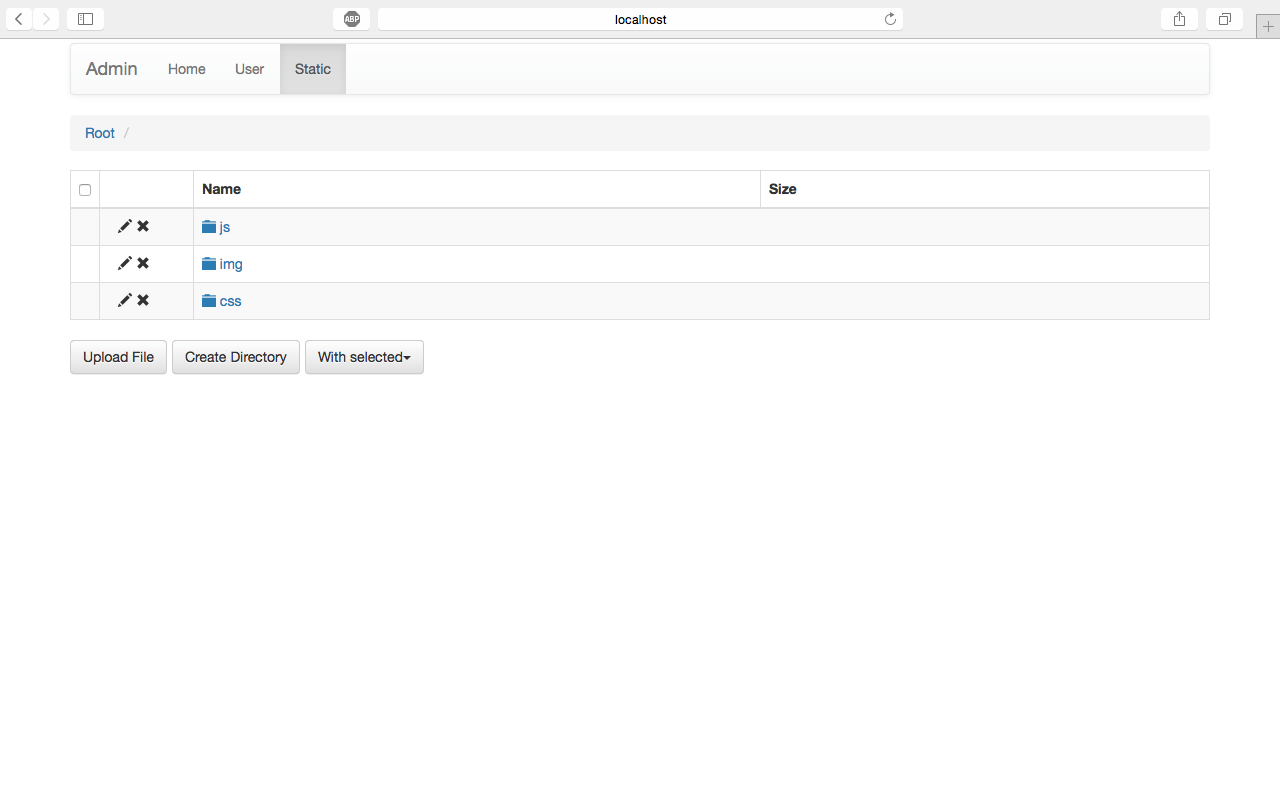 ABP localhost
Admin Home User Static
Root /
Name Size
js
img
css
Upload File Create Directory With selected